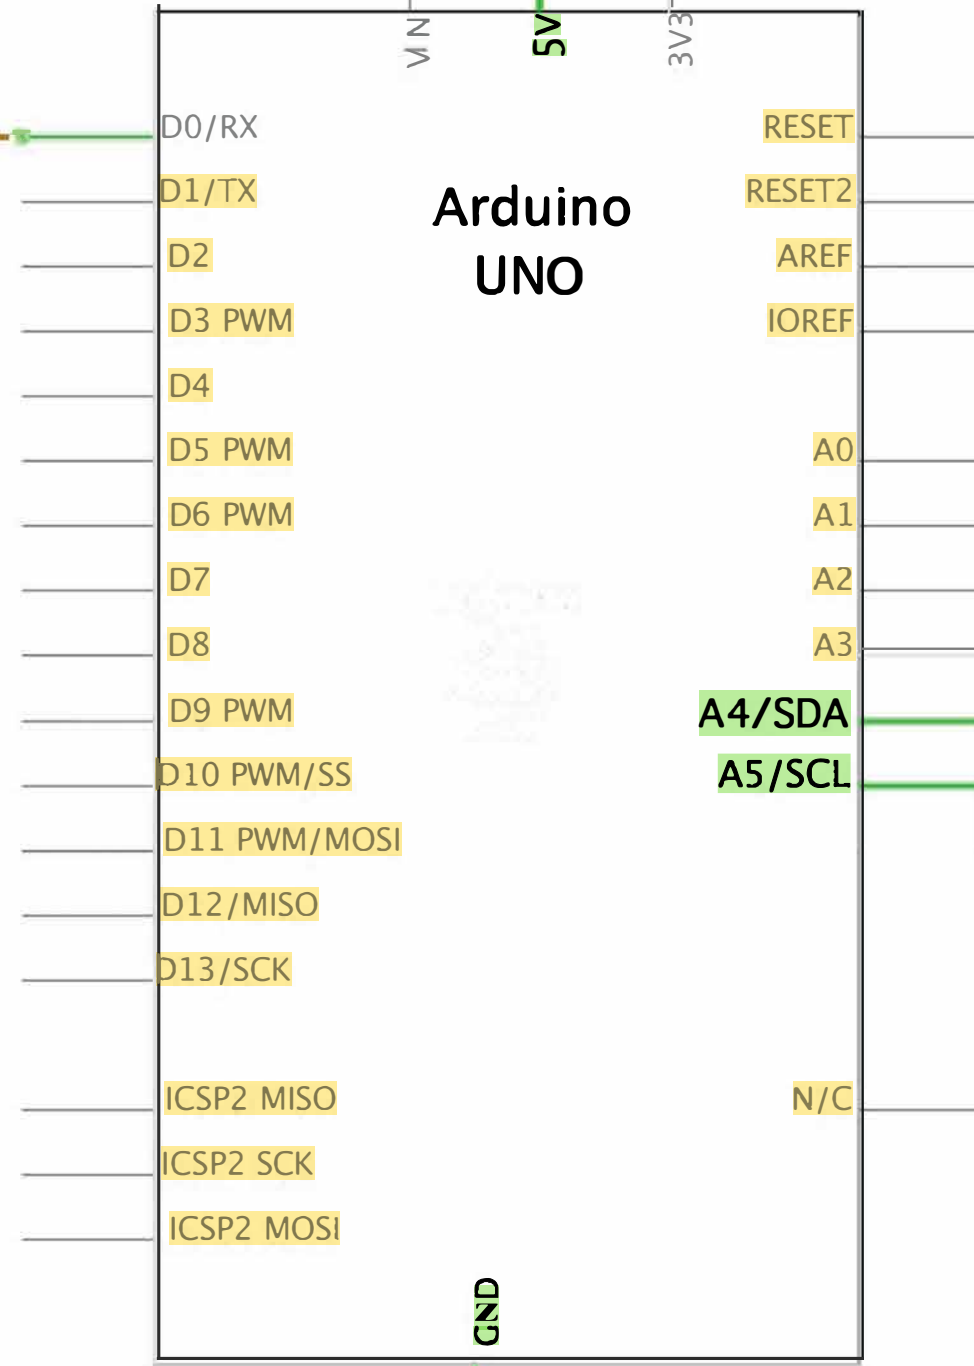 VIN
5V
3V3
D0/RX
RESET
D1/TX
RESET2
Arduino
UNO
D2
AREF
D3 PWM
IOREF
D4
D5 PWM
A0
D6 PWM
A1
D7
A2
D8
A3
D9 PWM
A4/SDA
D10 PWM/SS
A5/SCL
D11 PWM/MOSI
D12/MISO
D13/SCK
ICSP2 MISO
N/C
ICSP2 SCK
ICSP2 MOSI
GND